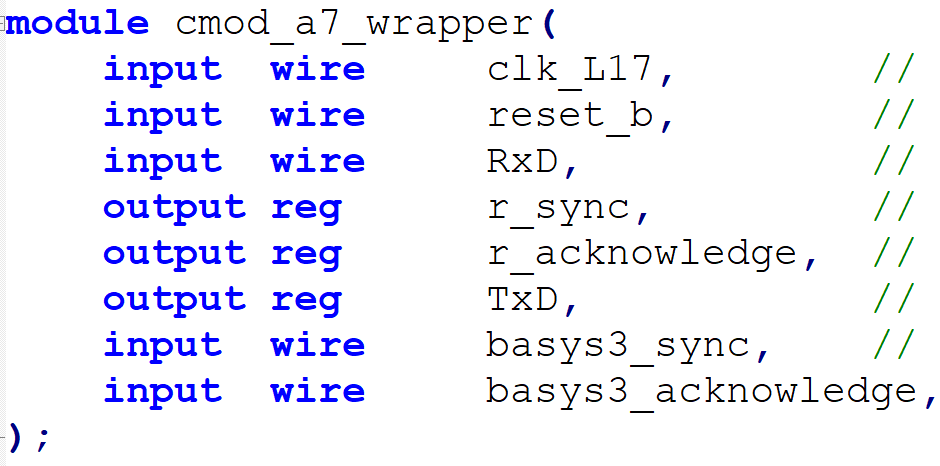 module cmod_a7_wrapper(
    input  wire      clk_L17,         //
    input  wire      reset_b,         //
    input  wire      RxD,             //
    output reg       r_sync,          //
    output reg       r_acknowledge,   //
    output reg       TxD,             //
    input  wire      basys3_sync,     //
    input  wire      basys3_acknowledge,
);